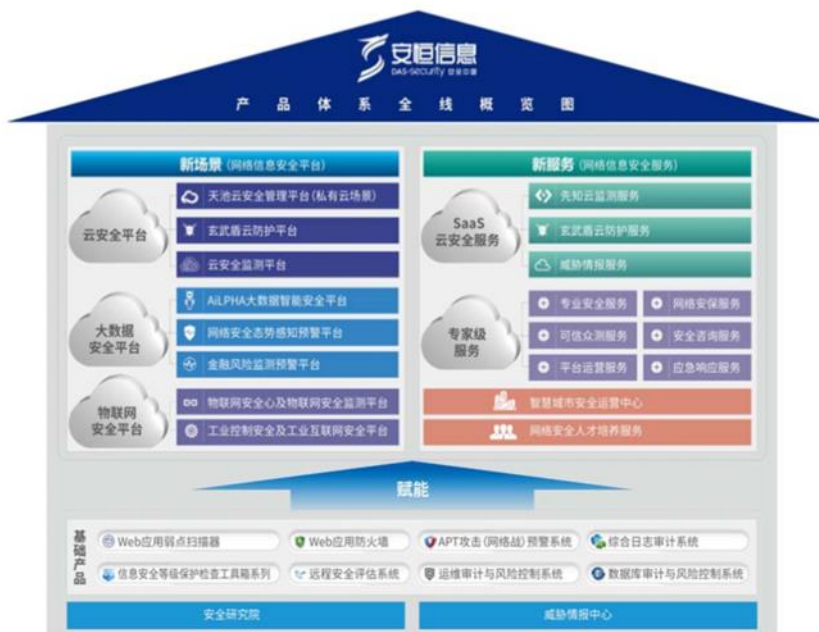 安恒信息
DAS-security
产品体系全线概览图
新场景(网络信息安全平台)
云安全平台
天池云安全管理平台(私有云场景)
玄武盾云防护平台
云安全监测平台
大数据
安全平台
AiLPHA大数据智能安全平台
网络安全态势感知预警平台
金融风险监测预警平台
物联网
安全平台
物联网安全心及物联网安全监测平台
工业控制安全及工业互联网安全平台
新服务(网络信息安全服务)
SaaS
云安全服务
先知云监测服务
玄武盾云防护服务
威胁情报服务
专家级
服务
专业安全服务
网络安保服务
可信众测服务
安全咨询服务
平台运营服务
应急响应服务
智慧城市安全运营中心
网络安全人才培养服务
赋能
基础产品
Web应用弱点扫描器
Web应用防火墙
APT攻击(网络战)预警系统
综合日志审计系统
信息安全等级保护检查工具箱系列
远程安全评估系统
运维审计与风险控制系统
数据库审计与风险控制系统
安全研究院
威胁情报中心